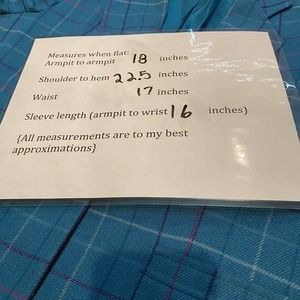 Measures when flat:
Armpit to armpit 18 inches
Shoulder to hem 22.5 inches
Waist 17 inches
Sleeve length (armpit to wrist 16 inches)
{All measurements are to my best
approximations}